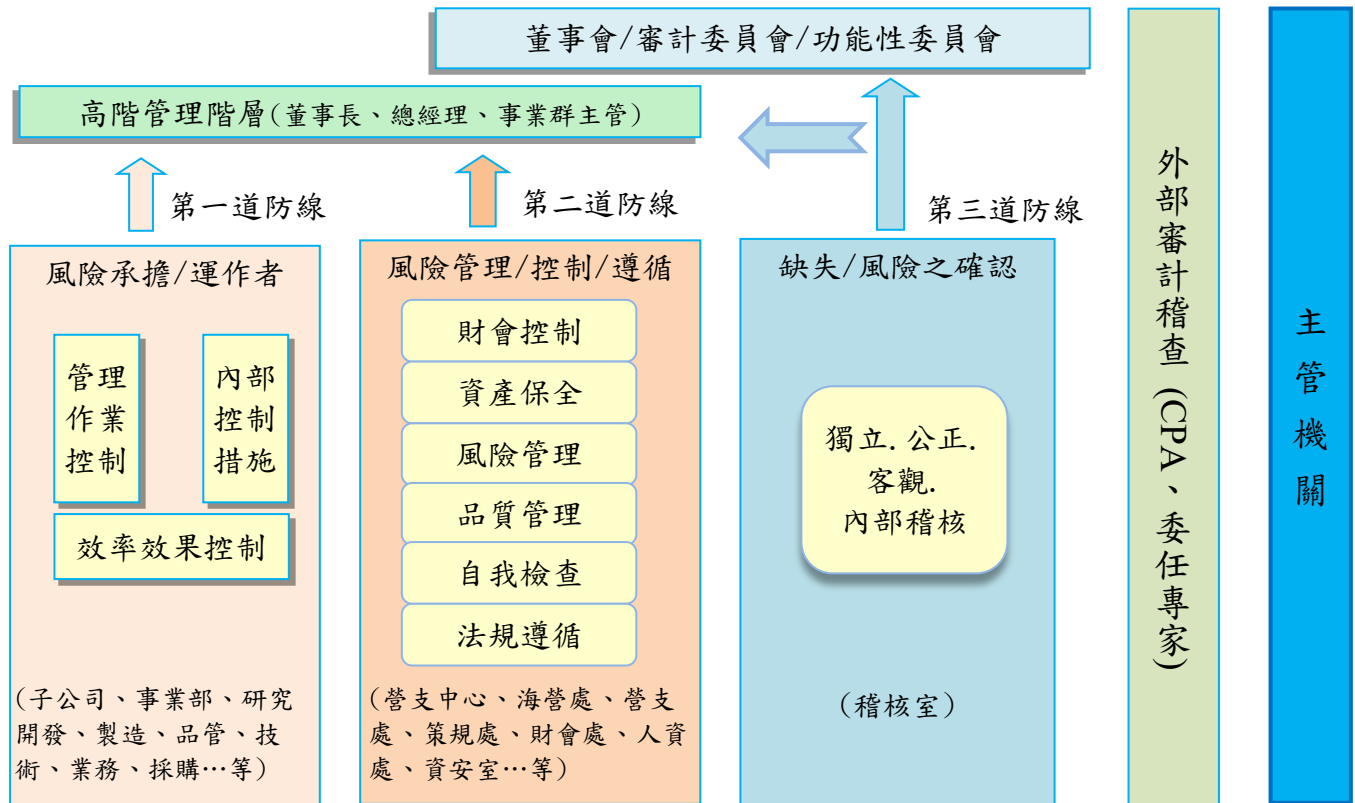 董事會/審計委員會/功能性委員會
高階管理階層(董事長、總經理、事業群主管)
第一道防線
第二道防線
第三道防線
風險承擔/運作者
管理
作業
控制
內部
控制
措施
效率效果控制
(子公司、事業部、研究
開發、製造、品管、技
術、業務、採購…等)
風險管理/控制/遵循
財會控制
資產保全
風險管理
品質管理
自我檢查
法規遵循
(營支中心、海營處、營支
處、策規處、財會處、人資
處、資安室…等)
缺失/風險之確認
獨立.公正.
客觀.
內部稽核
(稽核室)
外部審計稽查 (CPA、委任專家)
主管機關